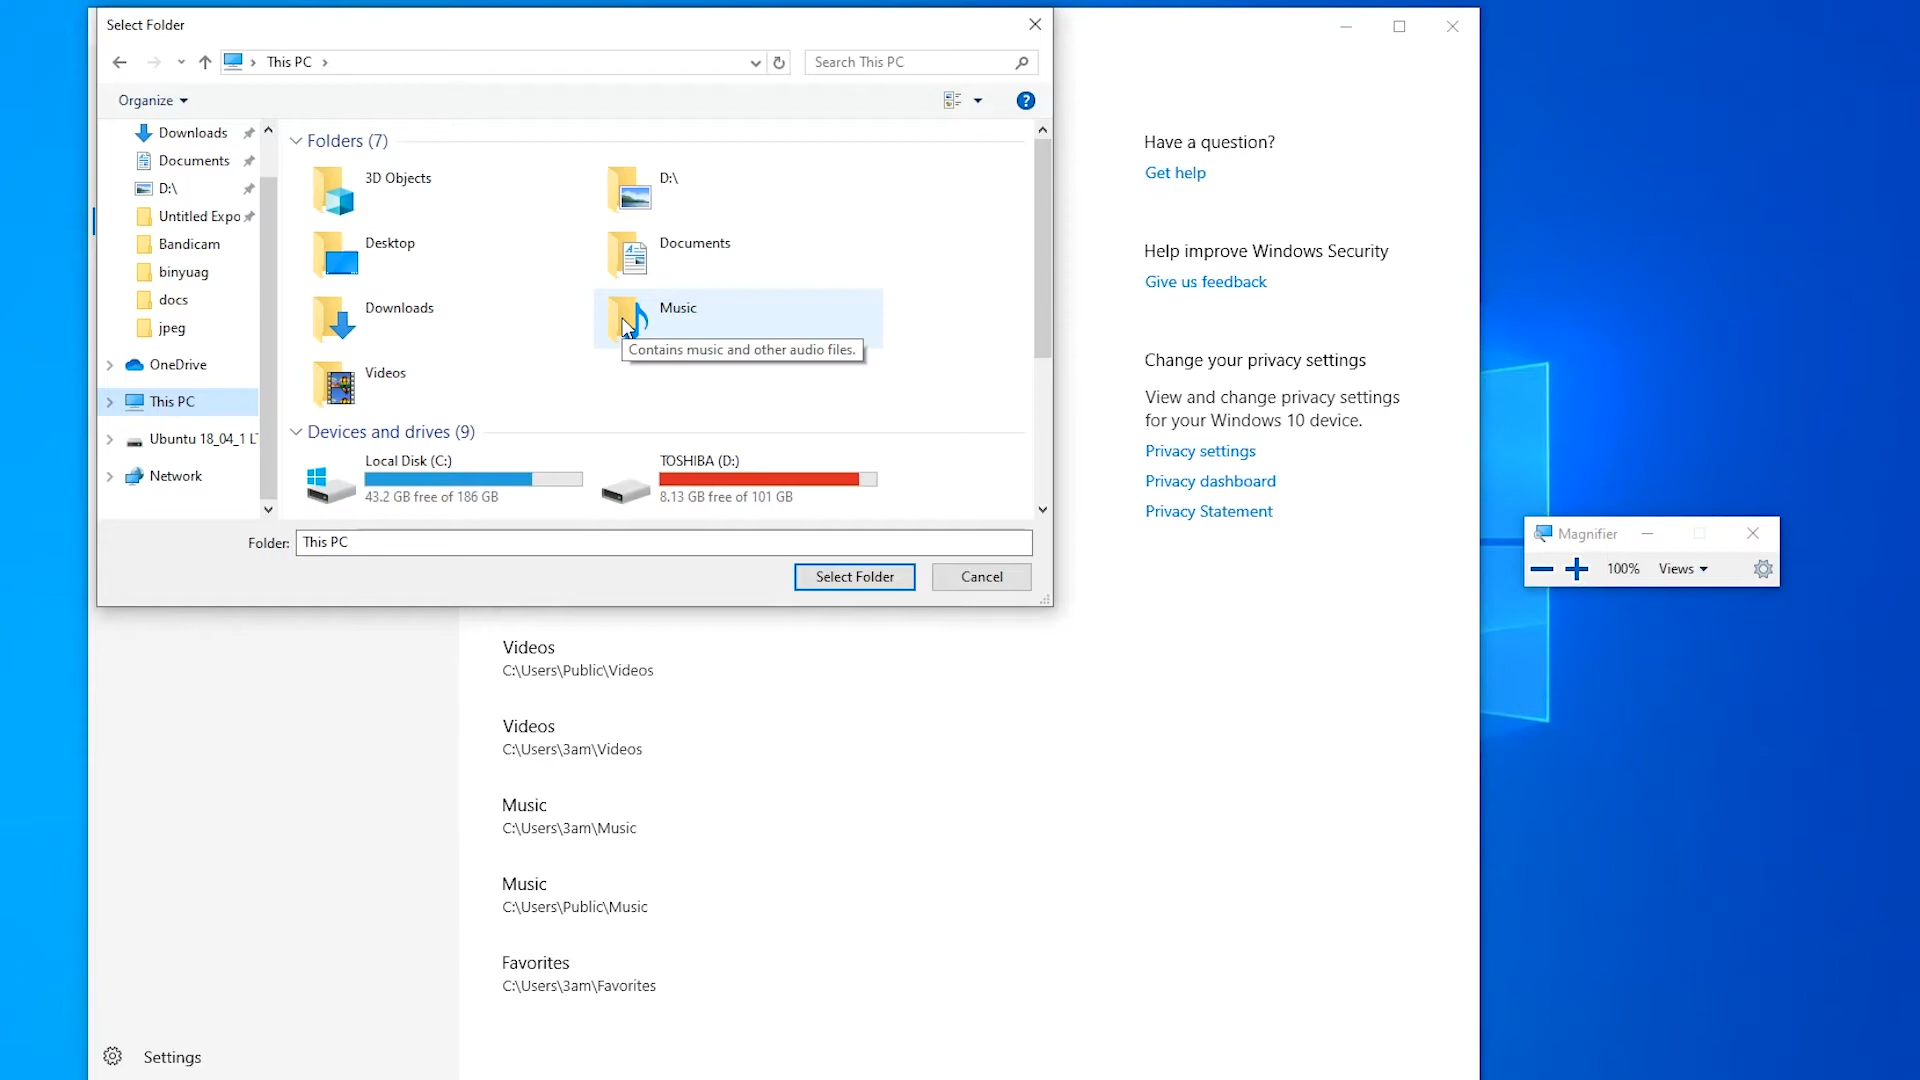 Select Folder
This PC
Search This PC
Organize
Downloads
Documents
D:\
Untitled Expo
Bandicam
binyuag
docs
jpeg
OneDrive
This PC
Ubuntu 18_04_1 LT
Network
Folders (7)
3D Objects
D:\
Desktop
Documents
Downloads
Music
Contains music and other audio files.
Videos
Devices and drives (9)
Local Disk (C:)
43.2 GB free of 186 GB
TOSHIBA (D:)
8.13 GB free of 101 GB
Folder:
This PC
Select Folder
Cancel
Have a question?
Get help
Help improve Windows Security
Give us feedback
Change your privacy settings
View and change privacy settings
for your Windows 10 device.
Privacy settings
Privacy dashboard
Privacy Statement
Magnifier
100%
Views
Videos
C:\Users\Public\Videos
Videos
C:\Users\3am\Videos
Music
C:\Users\3am\Music
Music
C:\Users\Public\Music
Favorites
C:\Users\3am\Favorites
Settings